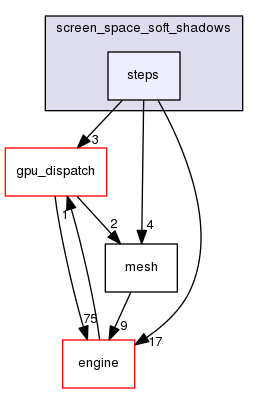 screen_space_soft_shadows
steps
3
gpu_dispatch
1
2
4
mesh
75
9
17
engine